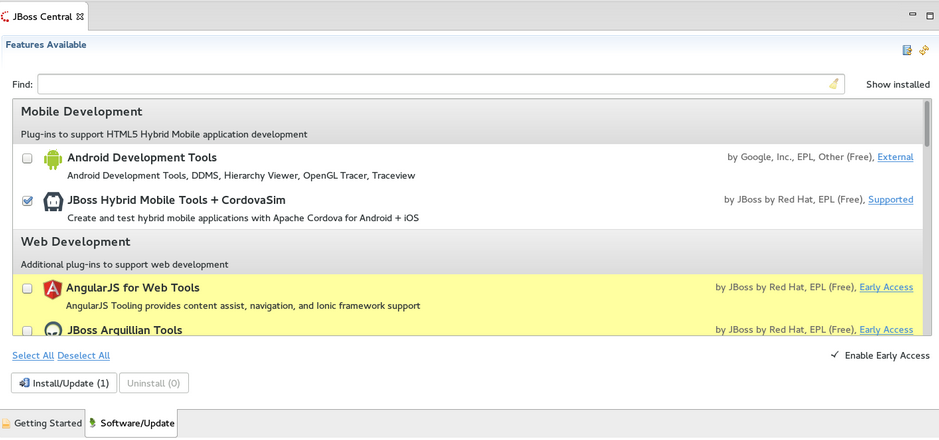 JBoss Central
Features Available
Find:
Show installed
Mobile Development
Plug-ins to support HTML5 Hybrid Mobile application development
Android Development Tools
by Google, Inc., EPL, Other (Free), External
Android Development Tools, DDMS, Hierarchy Viewer, OpenGL Tracer, Traceview
JBoss Hybrid Mobile Tools + CordovaSim
by JBoss by Red Hat, EPL (Free), Supported
Create and test hybrid mobile applications with Apache Cordova for Android + iOS
Web Development
Additional plug-ins to support web development
AngularJS for Web Tools
by JBoss by Red Hat, EPL (Free), Early Access
AngularJS Tooling provides content assist, navigation, and Ionic framework support
JBoss Arquillian Tools
by JBoss by Red Hat, EPL (Free), Early Access
Select All Deselect All
Enable Early Access
Install/Update (1) Uninstall (0)
Getting Started Software/Update